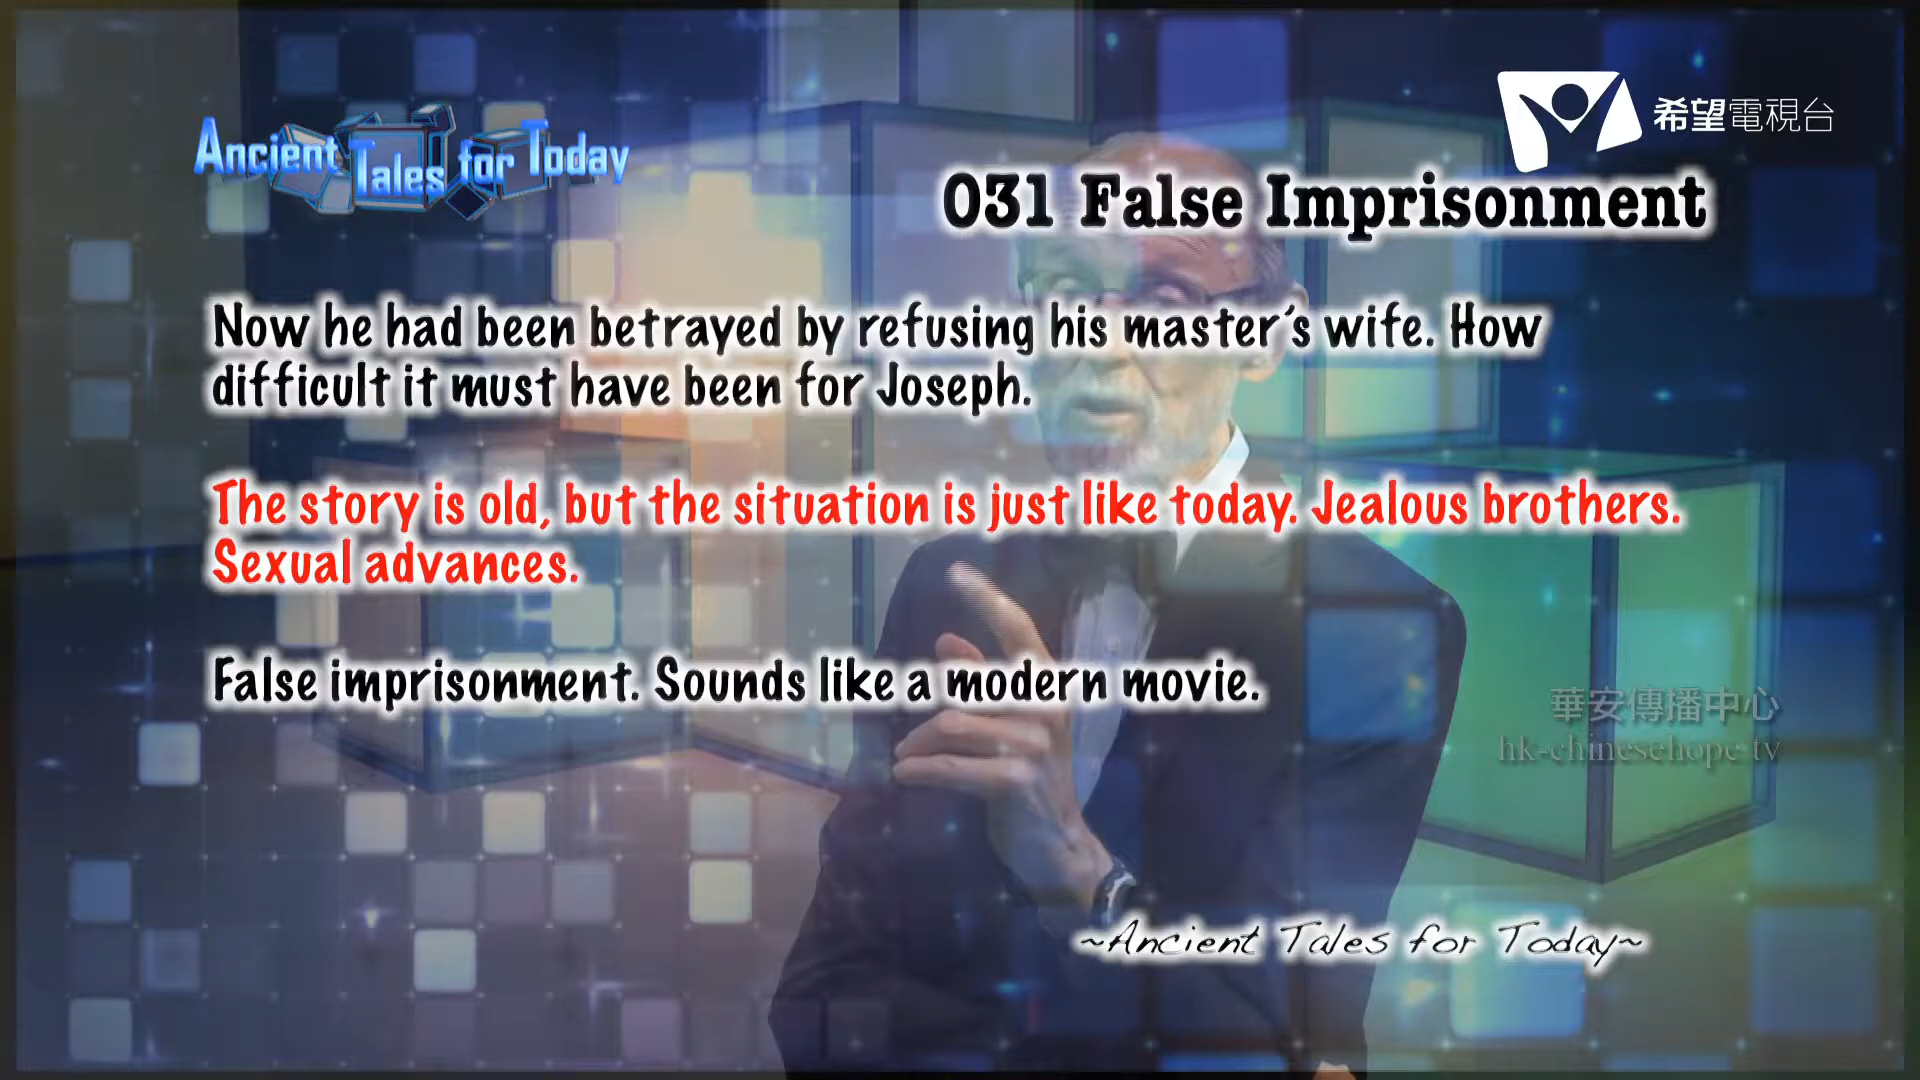 Ancient Tales for Today
希望電視台
031 False Imprisonment
Now he had been betrayed by refusing his master's wife. How
difficult it must have been for Joseph.
The story is old, but the situation is just like today. Jealous brothers.
Sexual advances.
False imprisonment. Sounds like a modern movie.
華安傳播中心
hk-chinesehope.tv
~Ancient Tales for Today~